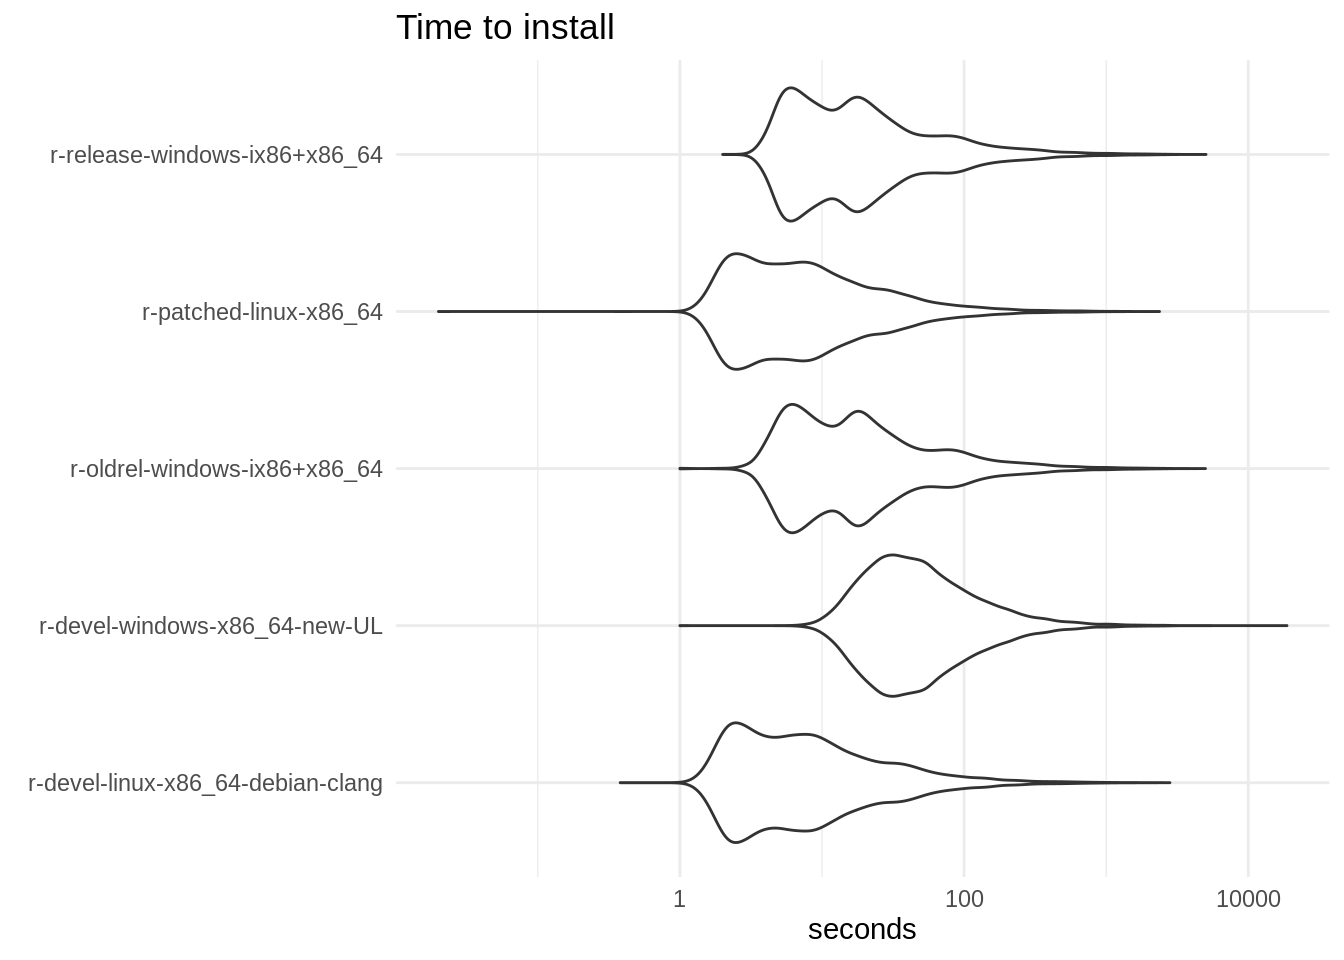 Time to install
r-release-windows-ix86+x86_64
r-patched-linux-x86_64
r-oldrel-windows-ix86+x86_64
r-devel-windows-x86_64-new-UL
r-devel-linux-x86_64-debian-clang
1 100 10000
seconds